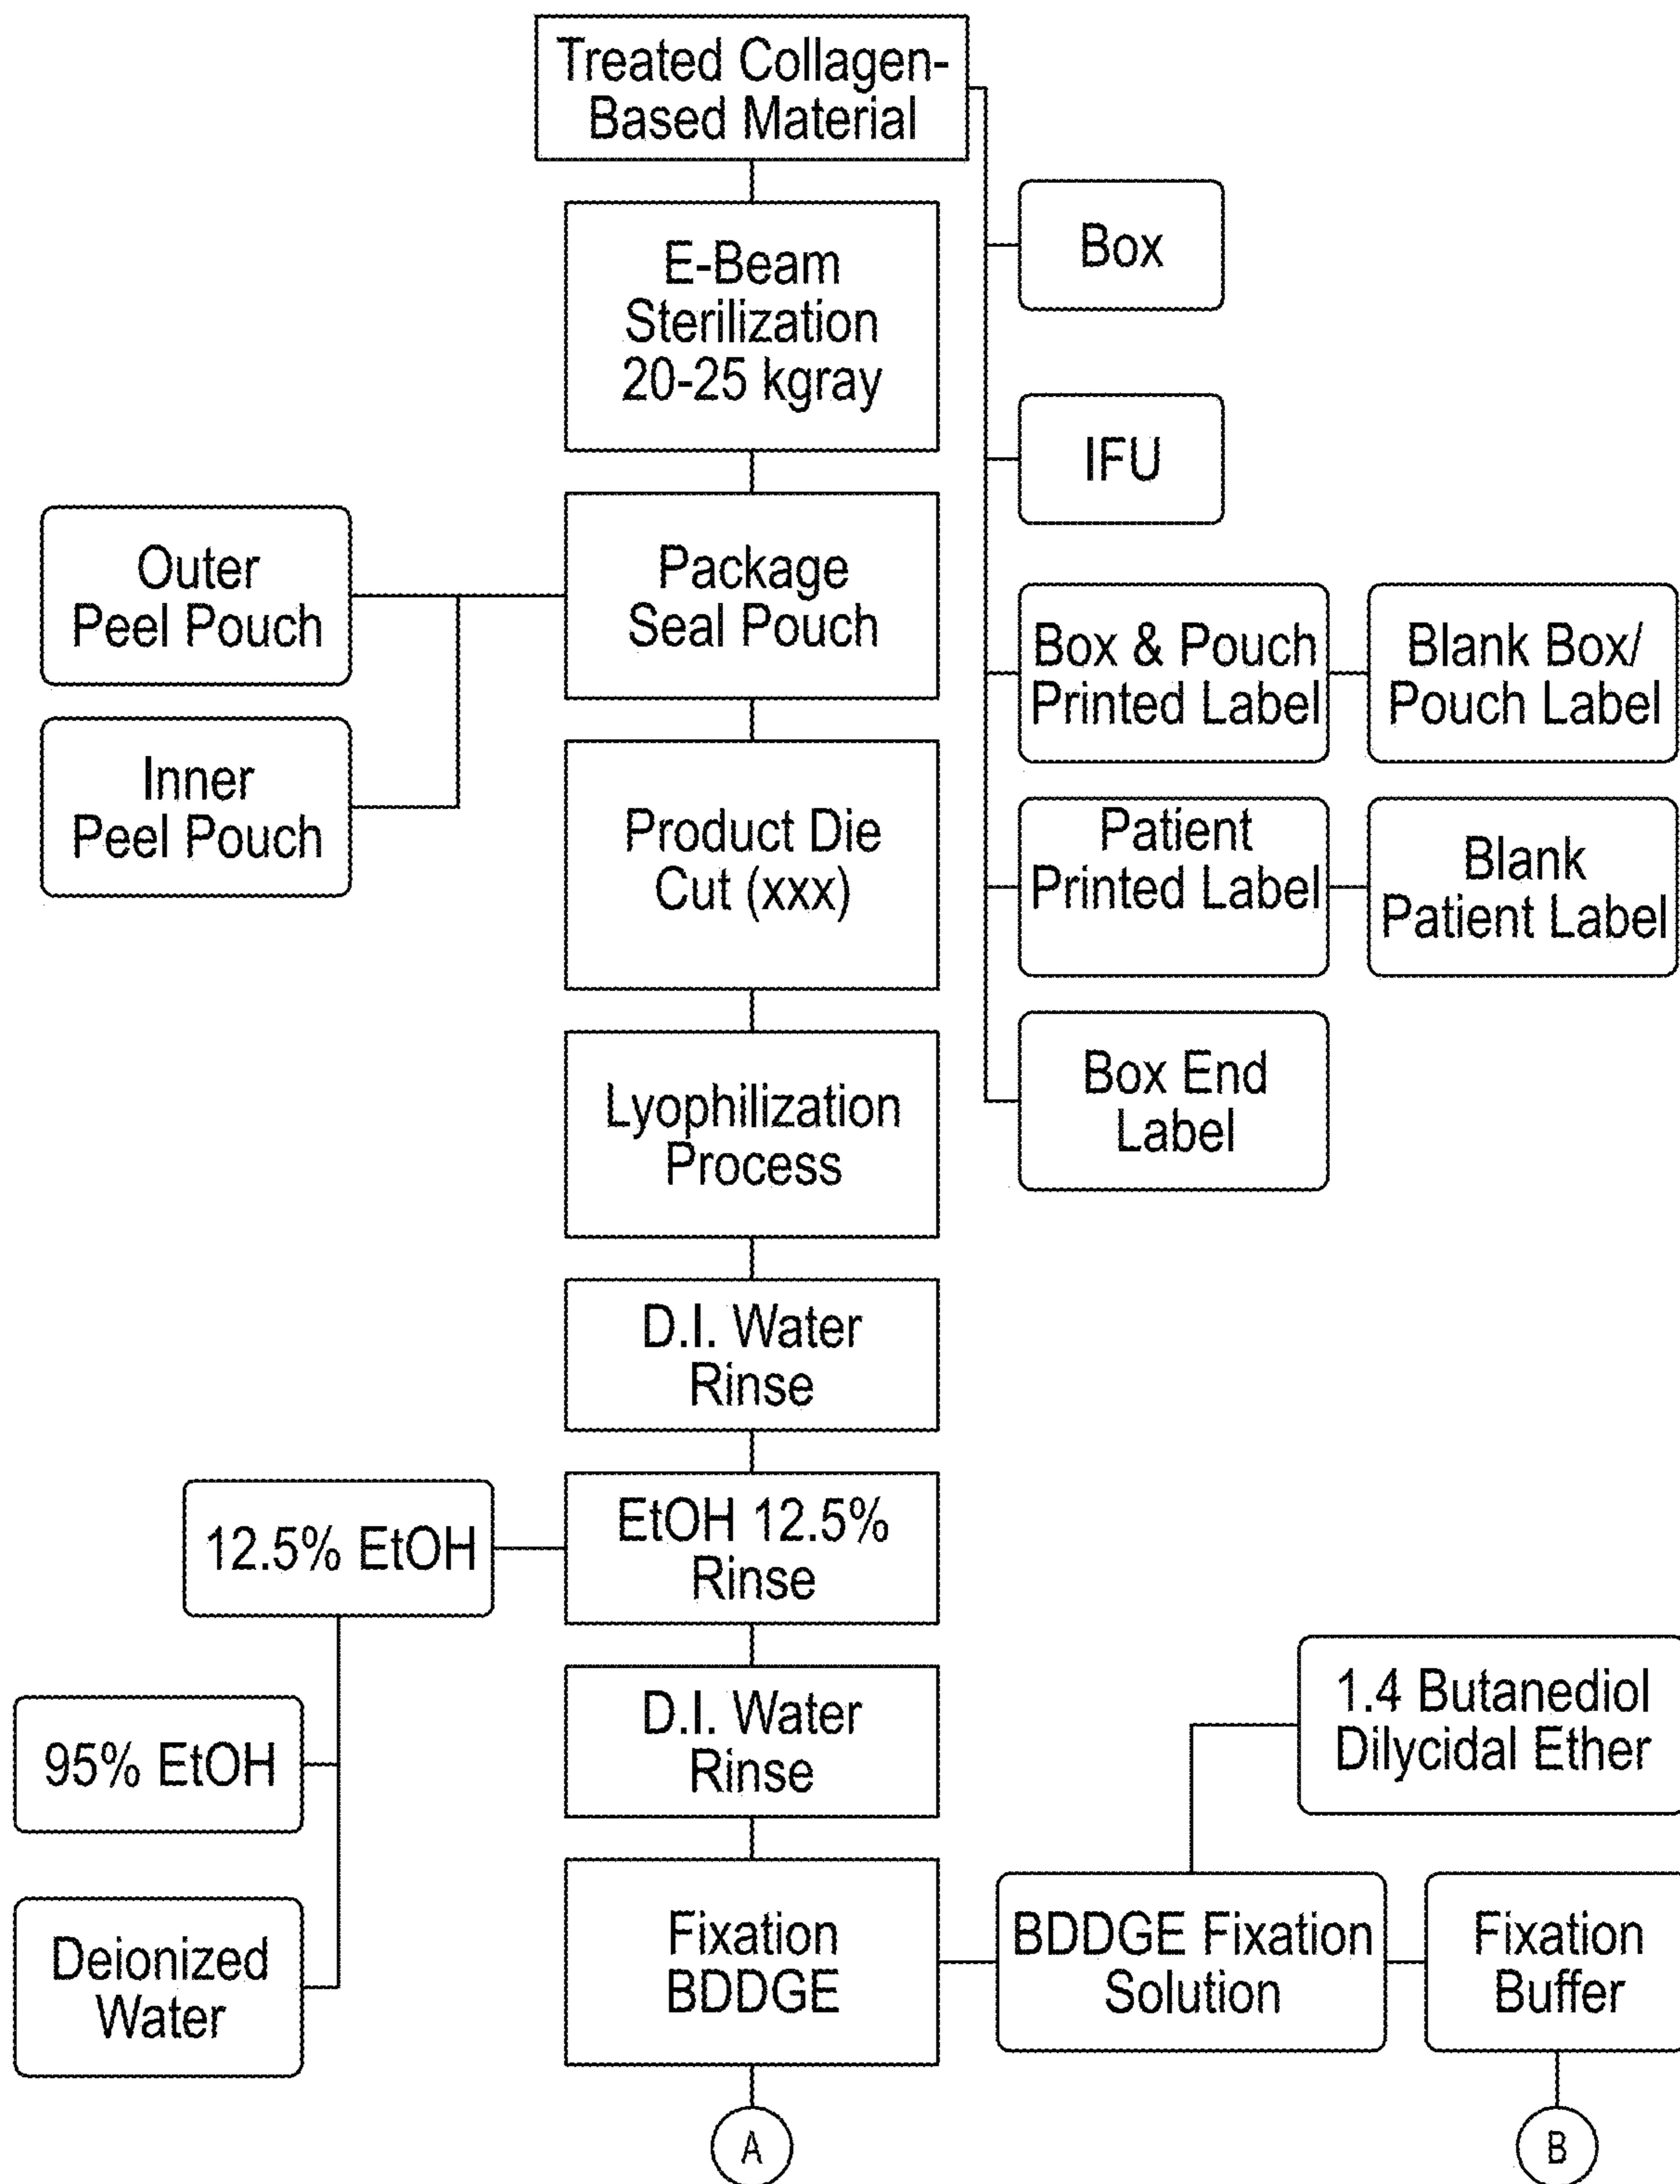 Treated Collagen-
Based Material
E-Beam
Sterilization
20-25 kgray
Box
IFU
Outer
Peel Pouch
Package
Seal Pouch
Box & Pouch
Printed Label
Blank Box/
Pouch Label
Inner
Peel Pouch
Product Die
Cut (xxx)
Patient
Printed Label
Blank
Patient Label
Lyophilization
Process
Box End
Label
D.I. Water
Rinse
12.5% EtOH
EtOH 12.5%
Rinse
95% EtOH
D.I. Water
Rinse
1.4 Butanediol
Dilycidal Ether
Deionized
Water
Fixation
BDDGE
BDDGE Fixation
Solution
Fixation
Buffer
A
B